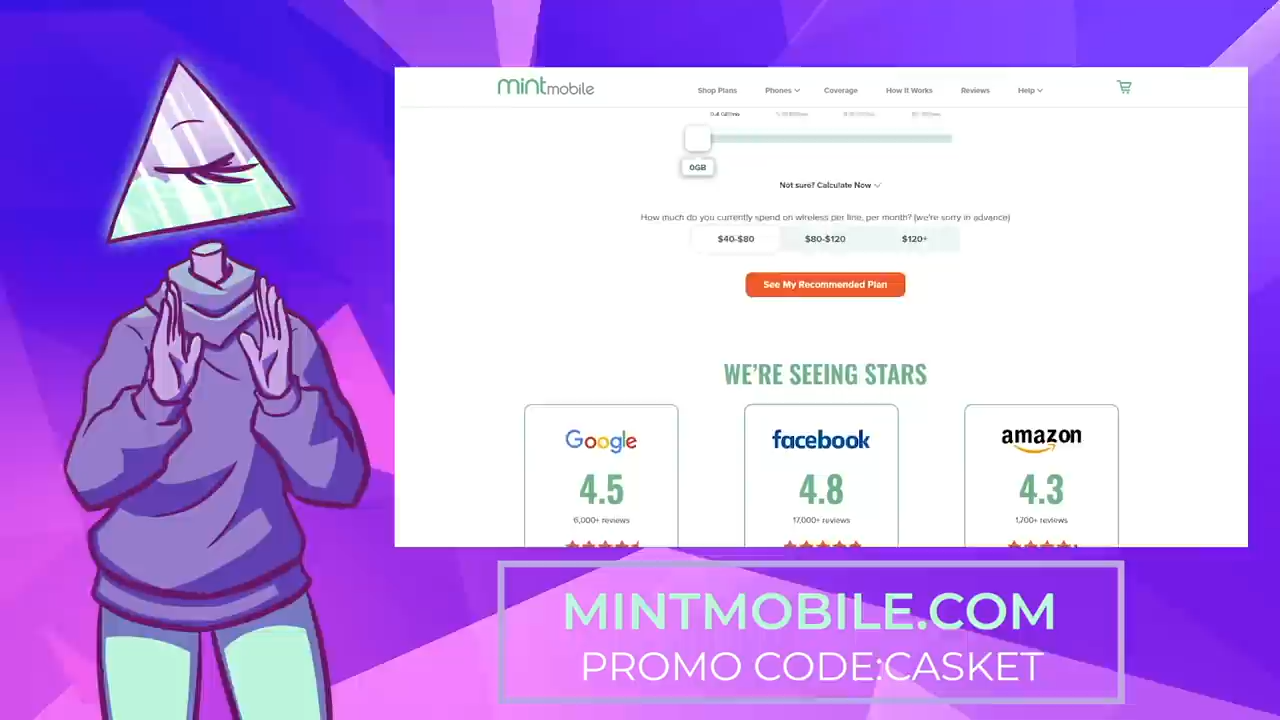 mintmobile
Shop Plans Phones Coverage How It Works Reviews Help
0GB
Not sure? Calculate Now
How much do you currently spend on wireless per line, per month? (we're sorry in advance)
$40-$80 $80-$120 $120+
See My Recommended Plan
WE'RE SEEING STARS
Google facebook amazon
4.5 4.8 4.3
6,000+ reviews 17,000+ reviews 1,700+ reviews
MINTMOBILE.COM
PROMO CODE:CASKET